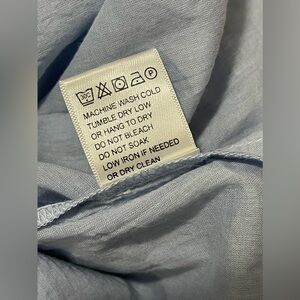 MACHINE WASH COLD
TUMBLE DRY LOW
OR HANG TO DRY
DO NOT BLEACH
DO NOT SOAK
LOW IRON IF NEEDED
OR DRY CLEAN